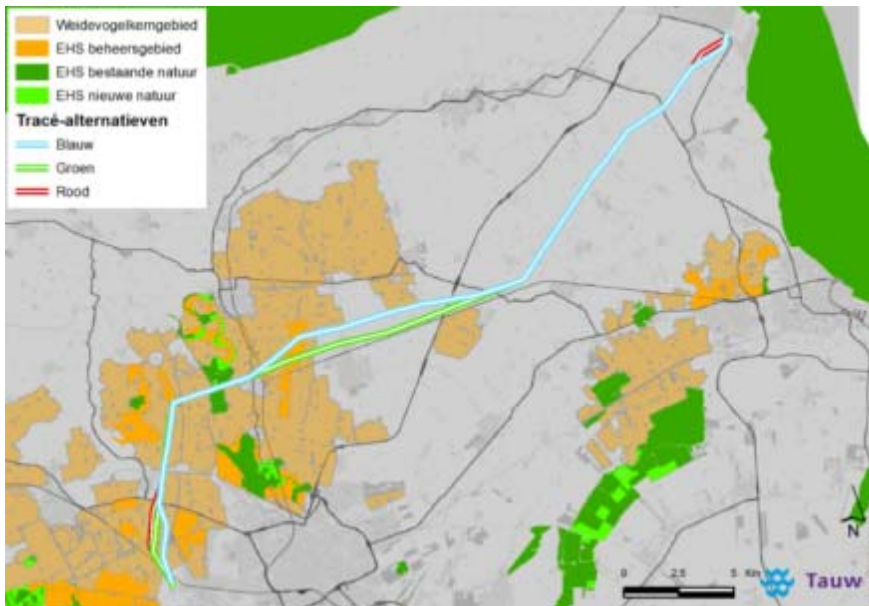 Weidevogelkerngebied
EHS beheersgebied
EHS bestaande natuur
EHS nieuwe natuur
Tracé-alternatieven
Blauw
Groen
Rood
N
0 2.5 5 Km
Tauw